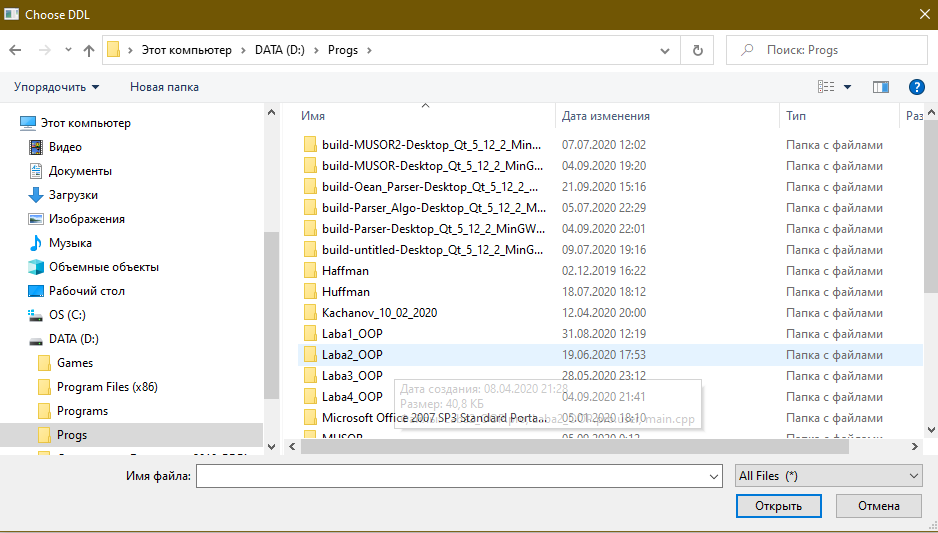 Choose DDL
Этот компьютер > DATA (D:) > Progs >
Поиск: Progs
Упорядочить Новая папка
Имя Дата изменения Тип Раз
Этот компьютер
Видео
Документы
Загрузки
Изображения
Музыка
Объемные объекты
Рабочий стол
OS (C:)
DATA (D:)
Games
Program Files (x86)
Programs
Progs
build-MUSOR2-Desktop_Qt_5_12_2_Min... 07.07.2020 12:02 Папка с файлами
build-MUSOR-Desktop_Qt_5_12_2_MinG... 04.09.2020 19:20 Папка с файлами
build-Oean_Parser-Desktop_Qt_5_12_2_... 21.09.2020 15:16 Папка с файлами
build-Parser_Algo-Desktop_Qt_5_12_2_M... 05.07.2020 22:29 Папка с файлами
build-Parser-Desktop_Qt_5_12_2_MinGW... 04.09.2020 22:01 Папка с файлами
build-untitled-Desktop_Qt_5_12_2_MinG... 09.07.2020 19:16 Папка с файлами
Haffman 02.12.2019 16:22 Папка с файлами
Huffman 18.07.2020 18:12 Папка с файлами
Kachanov_10_02_2020 12.04.2020 20:00 Папка с файлами
Laba1_OOP 31.08.2020 12:19 Папка с файлами
Laba2_OOP 19.06.2020 17:53 Папка с файлами
Laba3_OOP 28.05.2020 23:12 Папка с файлами
Laba4_OOP 04.09.2020 21:41 Папка с файлами
Microsoft Office 2007 SP3 Standard Porta... 05.01.2020 18:10 Папка с файлами
MUSOR Папка с файлами
Дата создания: 08.04.2020 21:28
Размер: 40,8 КБ
main.cpp
Имя файла:
All Files (*)
Открыть Отмена